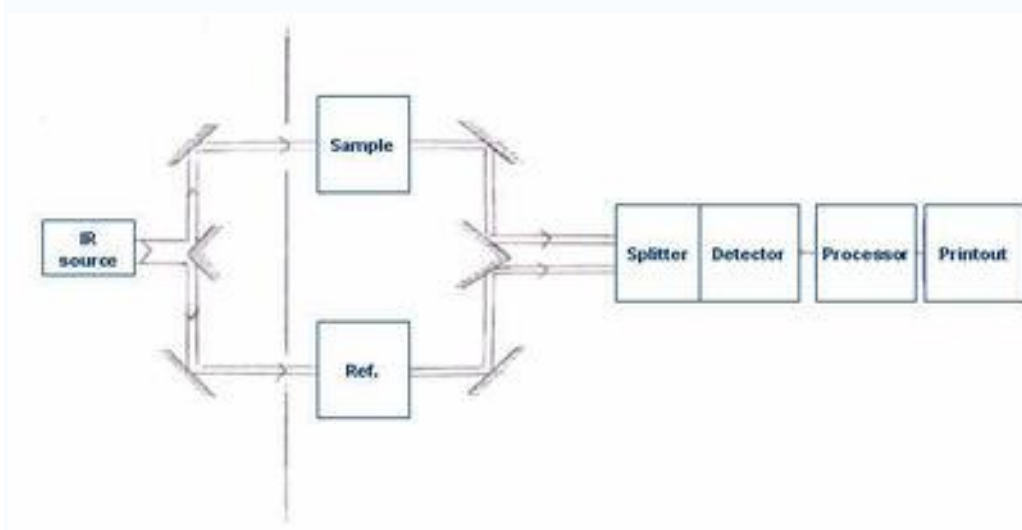 Sample
IR
source
Splitter
Detector
Processor
Printout
Ref.